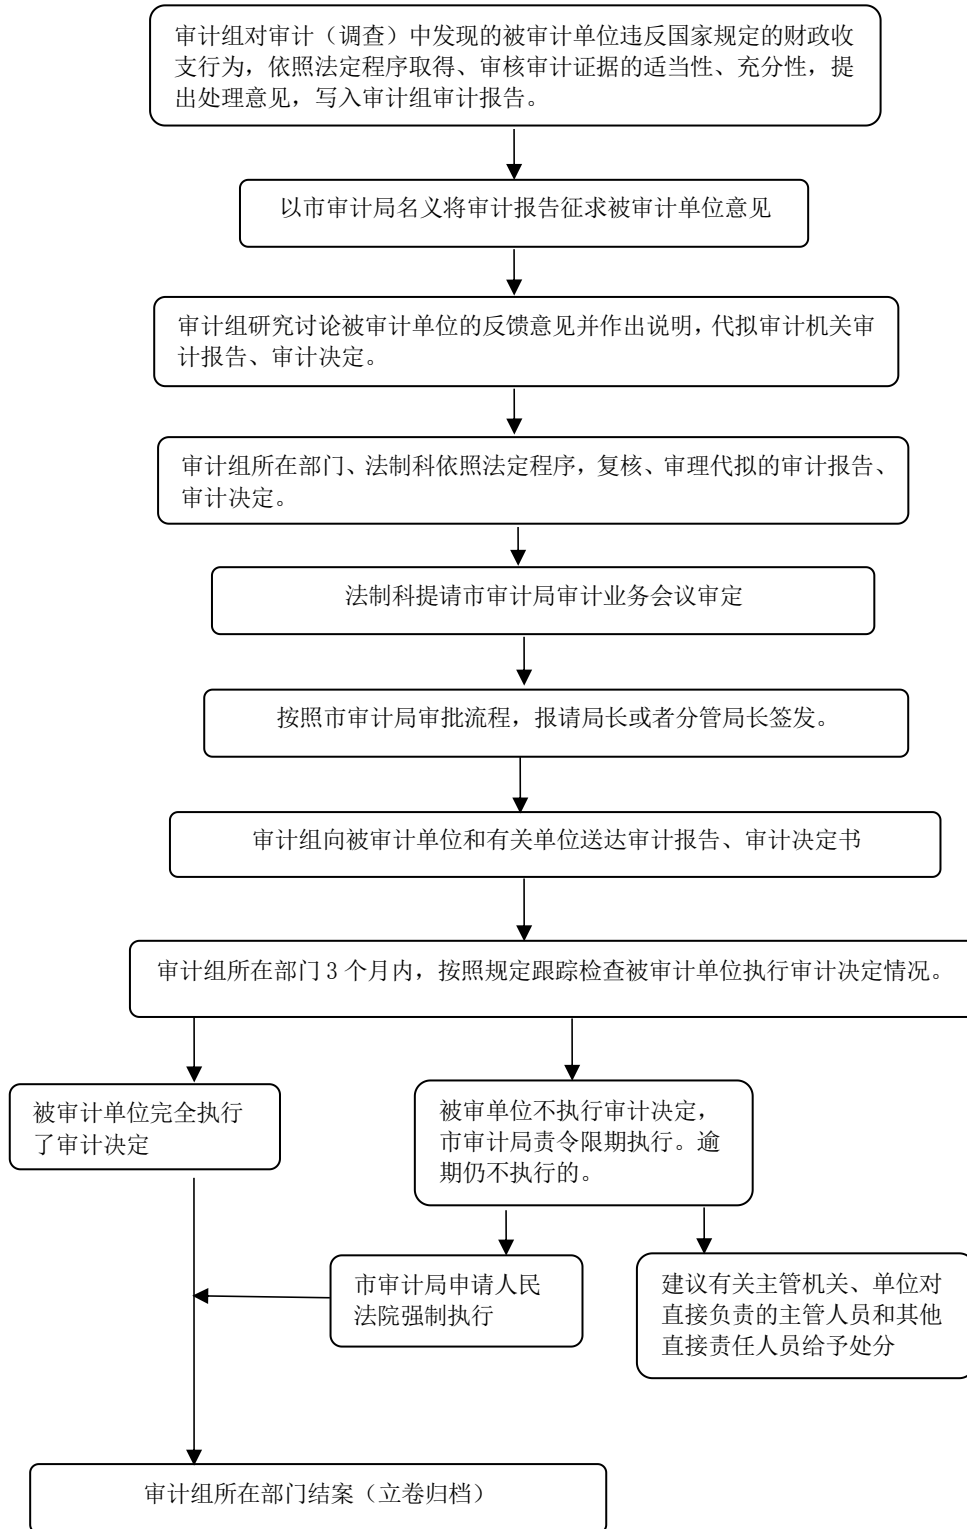 审计组对审计（调查）中发现的被审计单位违反国家规定的财政收
支行为，依照法定程序取得、审核审计证据的适当性、充分性，提
出处理意见，写入审计组审计报告。
以市审计局名义将审计报告征求被审计单位意见
审计组研究讨论被审计单位的反馈意见并作出说明，代拟审计机关审
计报告、审计决定。
审计组所在部门、法制科依照法定程序，复核、审理代拟的审计报告、
审计决定。
法制科提请市审计局审计业务会议审定
按照市审计局审批流程，报请局长或者分管局长签发。
审计组向被审计单位和有关单位送达审计报告、审计决定书
审计组所在部门 3 个月内，按照规定跟踪检查被审计单位执行审计决定情况。
被审计单位完全执行
了审计决定
被审单位不执行审计决定，
市审计局责令限期执行。逾
期仍不执行的。
市审计局申请人民
法院强制执行
建议有关主管机关、单位对
直接负责的主管人员和其他
直接责任人员给予处分
审计组所在部门结案（立卷归档）